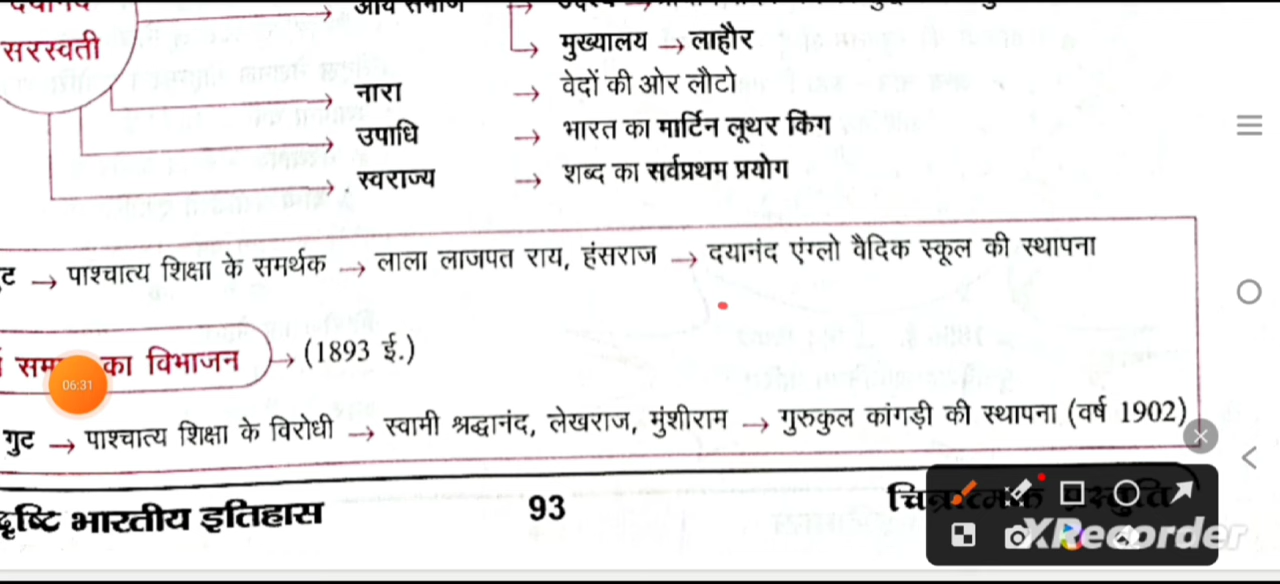 सरस्वती
मुख्यालय → लाहौर
नारा → वेदों की ओर लौटो
उपाधि → भारत का मार्टिन लूथर किंग
स्वराज्य → शब्द का सर्वप्रथम प्रयोग
→ पाश्चात्य शिक्षा के समर्थक → लाला लाजपत राय, हंसराज → दयानंद एंग्लो वैदिक स्कूल की स्थापना
का विभाजन → (1893 ई.)
06:31
गुट → पाश्चात्य शिक्षा के विरोधी → स्वामी श्रद्धानंद, लेखराज, मुंशीराम → गुरुकुल कांगड़ी की स्थापना (वर्ष 1902)
दृष्टि भारतीय इतिहास 93
XRecorder